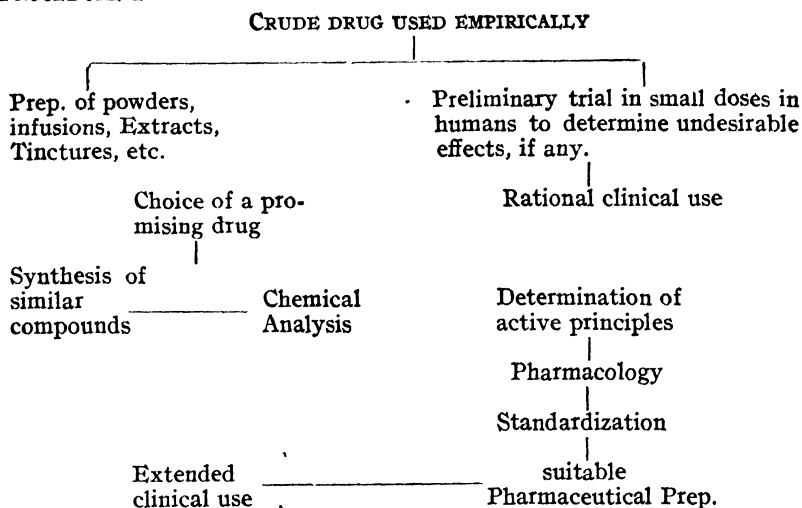 CRUDE DRUG USED EMPIRICALLY
Prep. of powders,
infusions, Extracts,
Tinctures, etc.
Preliminary trial in small doses in
humans to determine undesirable
effects, if any.
Rational clinical use
Choice of a pro-
mising drug
Synthesis of
similar
compounds
Chemical
Analysis
Determination of
active principles
Pharmacology
Standardization
suitable
Pharmaceutical Prep.
Extended
clinical use